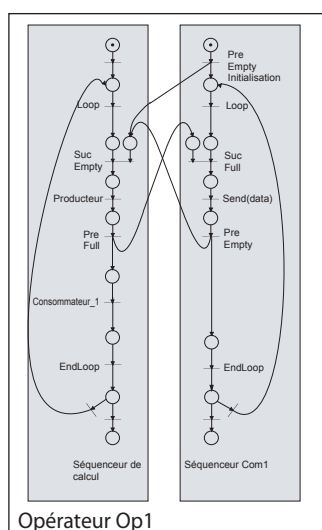 Pre
Empty
Initialisation
Loop
Loop
Suc
Empty
Suc
Full
Producteur
Send(data)
Pre
Full
Pre
Empty
Consommateur_1
EndLoop
EndLoop
Séquenceur de
calcul
Séquenceur Com1
Opérateur Op1